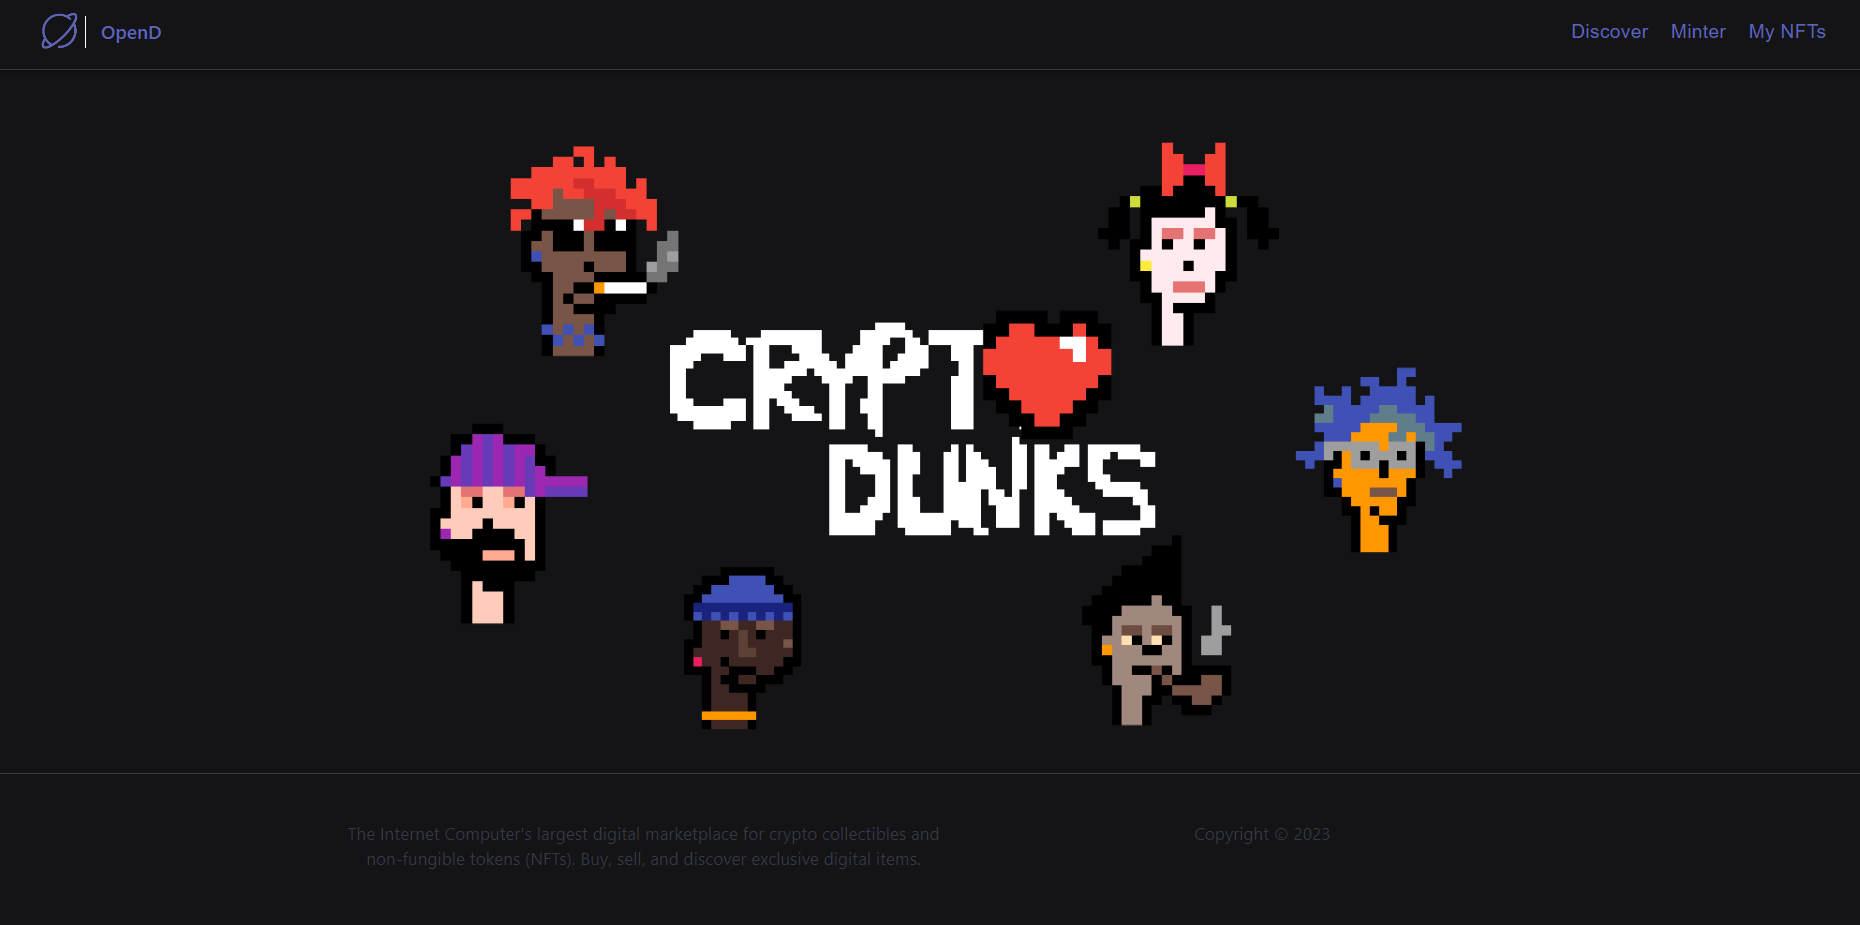 OpenD
Discover Minter My NFTs
CRYPT
DUNKS
The Internet Computer's largest digital marketplace for crypto collectibles and
non-fungible tokens (NFTs). Buy, sell, and discover exclusive digital items.
Copyright © 2023